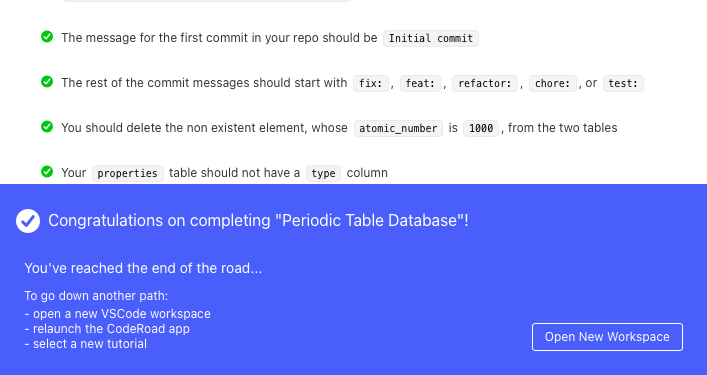 The message for the first commit in your repo should be Initial commit
The rest of the commit messages should start with fix:, feat:, refactor:, chore:, or test:
You should delete the non existent element, whose atomic_number is 1000, from the two tables
Your properties table should not have a type column
Congratulations on completing "Periodic Table Database"!
You've reached the end of the road...
To go down another path:
- open a new VSCode workspace
- relaunch the CodeRoad app
- select a new tutorial
Open New Workspace